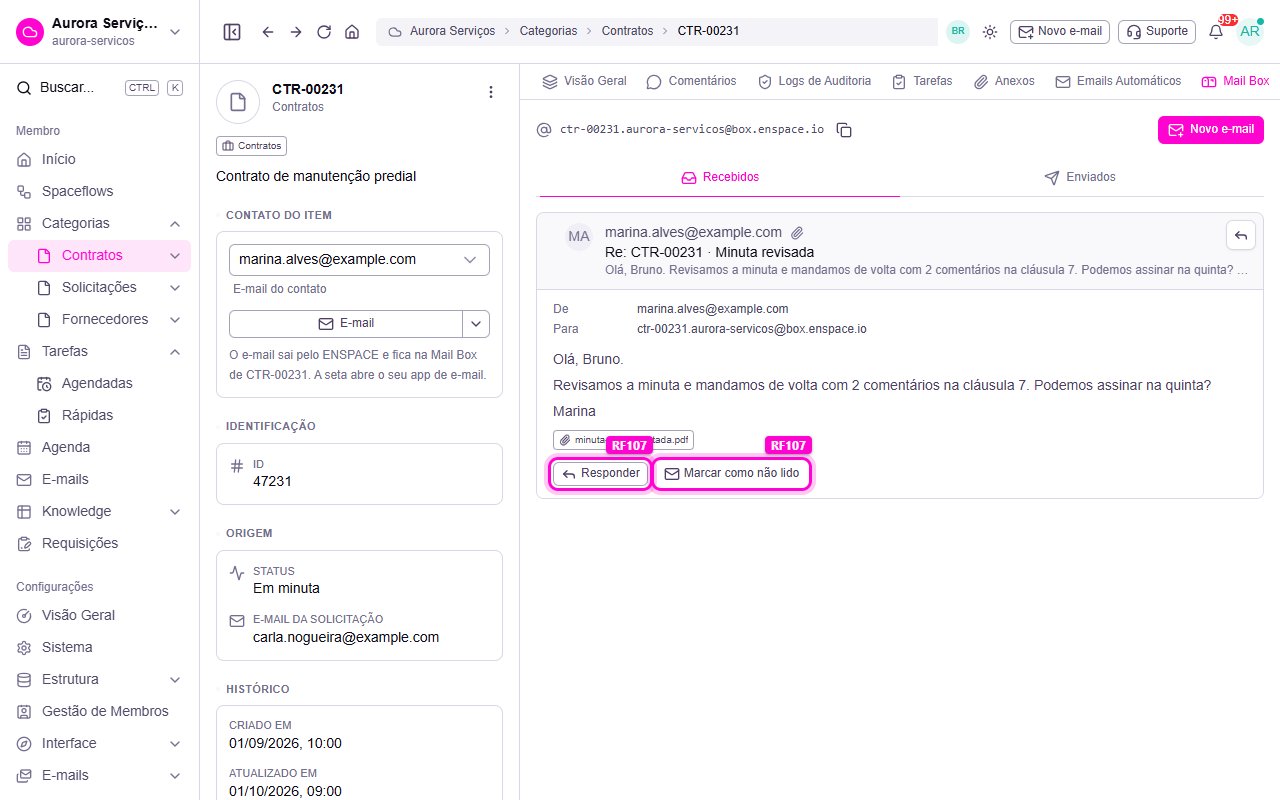 Aurora Serviç...
aurora-servicos
Aurora Serviços
Categorias
Contratos
CTR-00231
BR
Novo e-mail
Suporte
99+
AR
Buscar...
CTRL
K
Membro
Início
Spaceflows
Categorias
Contratos
Solicitações
Fornecedores
Tarefas
Agendadas
Rápidas
Agenda
E-mails
Knowledge
Requisições
Configurações
Visão Geral
Sistema
Estrutura
Gestão de Membros
Interface
E-mails
CTR-00231
Contratos
Contratos
Contrato de manutenção predial
CONTATO DO ITEM
marina.alves@example.com
E-mail do contato
E-mail
O e-mail sai pelo ENSPACE e fica na Mail Box
de CTR-00231. A seta abre o seu app de e-mail.
IDENTIFICAÇÃO
ID
47231
ORIGEM
STATUS
Em minuta
E-MAIL DA SOLICITAÇÃO
carla.nogueira@example.com
HISTÓRICO
CRIADO EM
01/09/2026, 10:00
ATUALIZADO EM
01/10/2026, 09:00
Visão Geral
Comentários
Logs de Auditoria
Tarefas
Anexos
Emails Automáticos
Mail Box
ctr-00231.aurora-servicos@box.enspace.io
Novo e-mail
Recebidos
Enviados
MA
marina.alves@example.com
Re: CTR-00231 · Minuta revisada
Olá, Bruno. Revisamos a minuta e mandamos de volta com 2 comentários na cláusula 7. Podemos assinar na quinta? ...
De
marina.alves@example.com
Para
ctr-00231.aurora-servicos@box.enspace.io
Olá, Bruno.
Revisamos a minuta e mandamos de volta com 2 comentários na cláusula 7. Podemos assinar na quinta?
Marina
RF107
RF107
Responder
Marcar como não lido